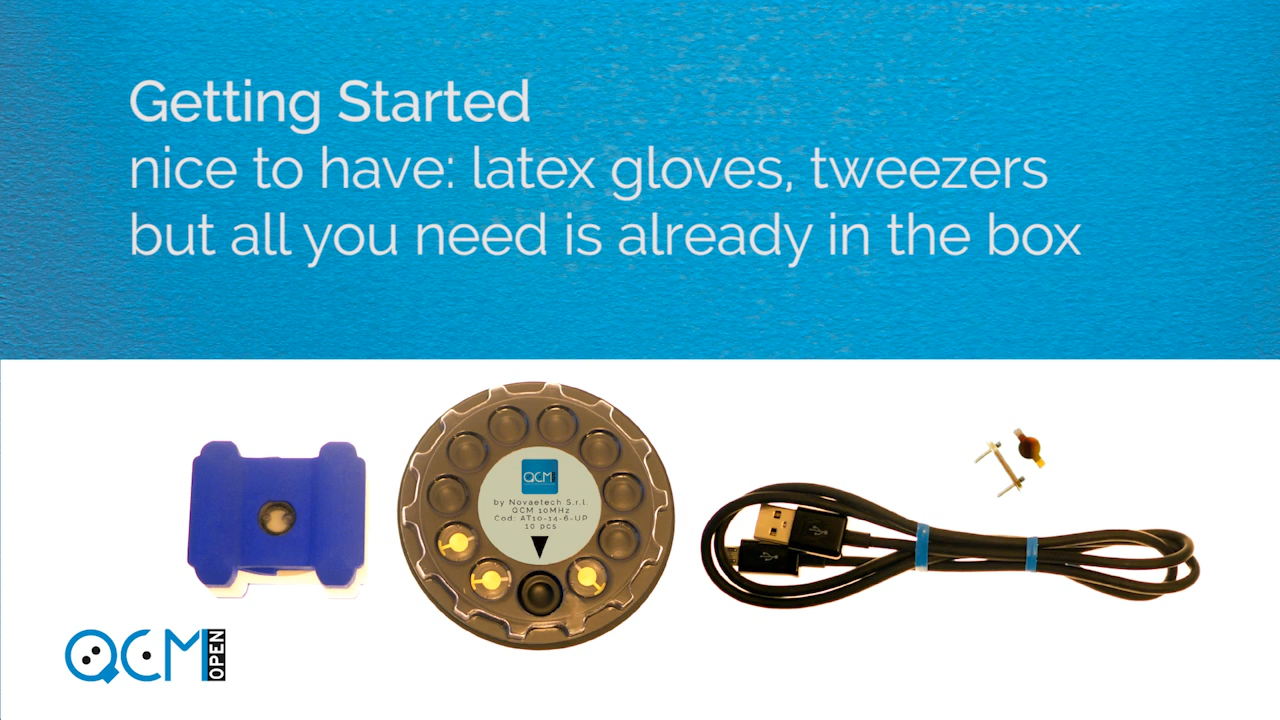 Getting Started
nice to have: latex gloves, tweezers
but all you need is already in the box
QCM
by Novaetech S.r.l.
QCM 10MHz
Cod: AT10-14-6-UP
10 pcs
QCM OPEN